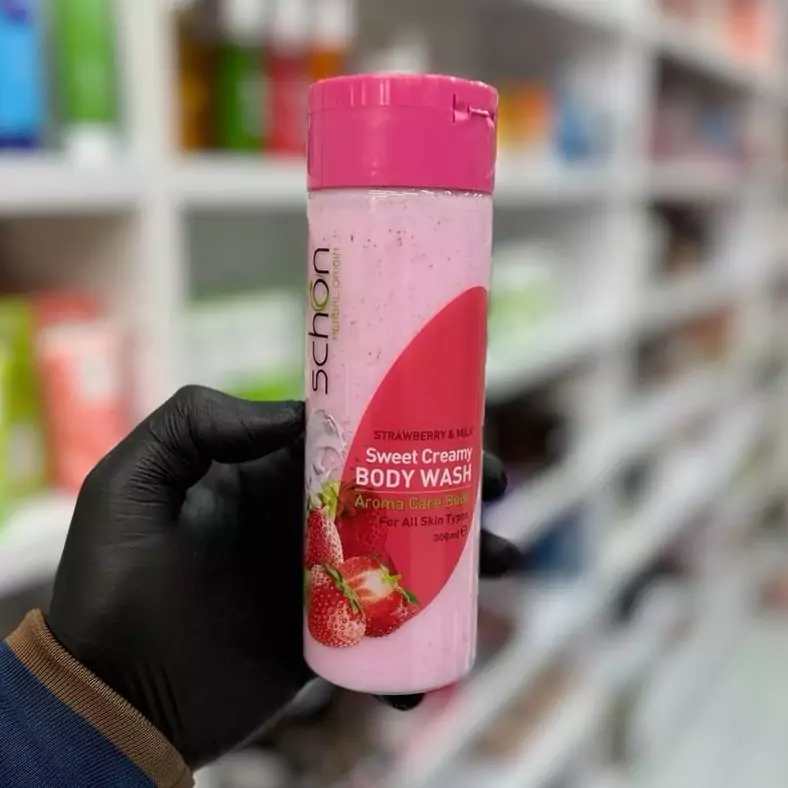 schön
HERBAL ORIGIN
STRAWBERRY & MILK
Sweet Creamy
BODY WASH
Aroma Care Body
For All Skin Types
300ml e